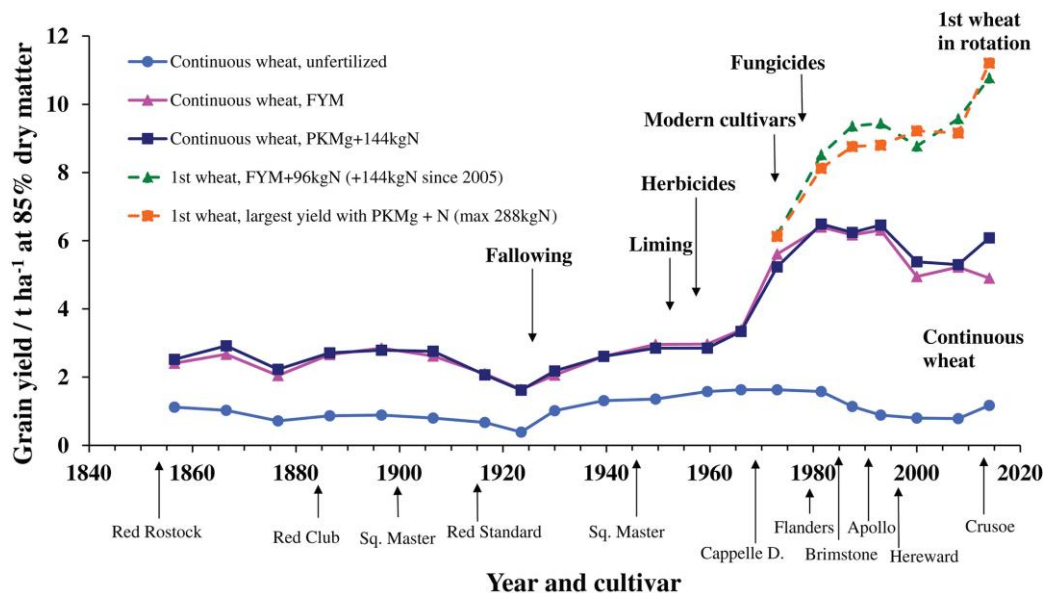 Grain yield / t ha⁻¹ at 85% dry matter
12
10
8
6
4
2
0
Continuous wheat, unfertilized
Continuous wheat, FYM
Continuous wheat, PKMg+144kgN
1st wheat, FYM+96kgN (+144kgN since 2005)
1st wheat, largest yield with PKMg + N (max 288kgN)
1st wheat
in rotation
Fungicides
Modern cultivars
Herbicides
Liming
Fallowing
Continuous
wheat
1840 1860 1880 1900 1920 1940 1960 1980 2000 2020
Red Rostock
Red Club
Sq. Master
Red Standard
Sq. Master
Cappelle D.
Flanders
Brimstone
Apollo
Hereward
Crusoe
Year and cultivar